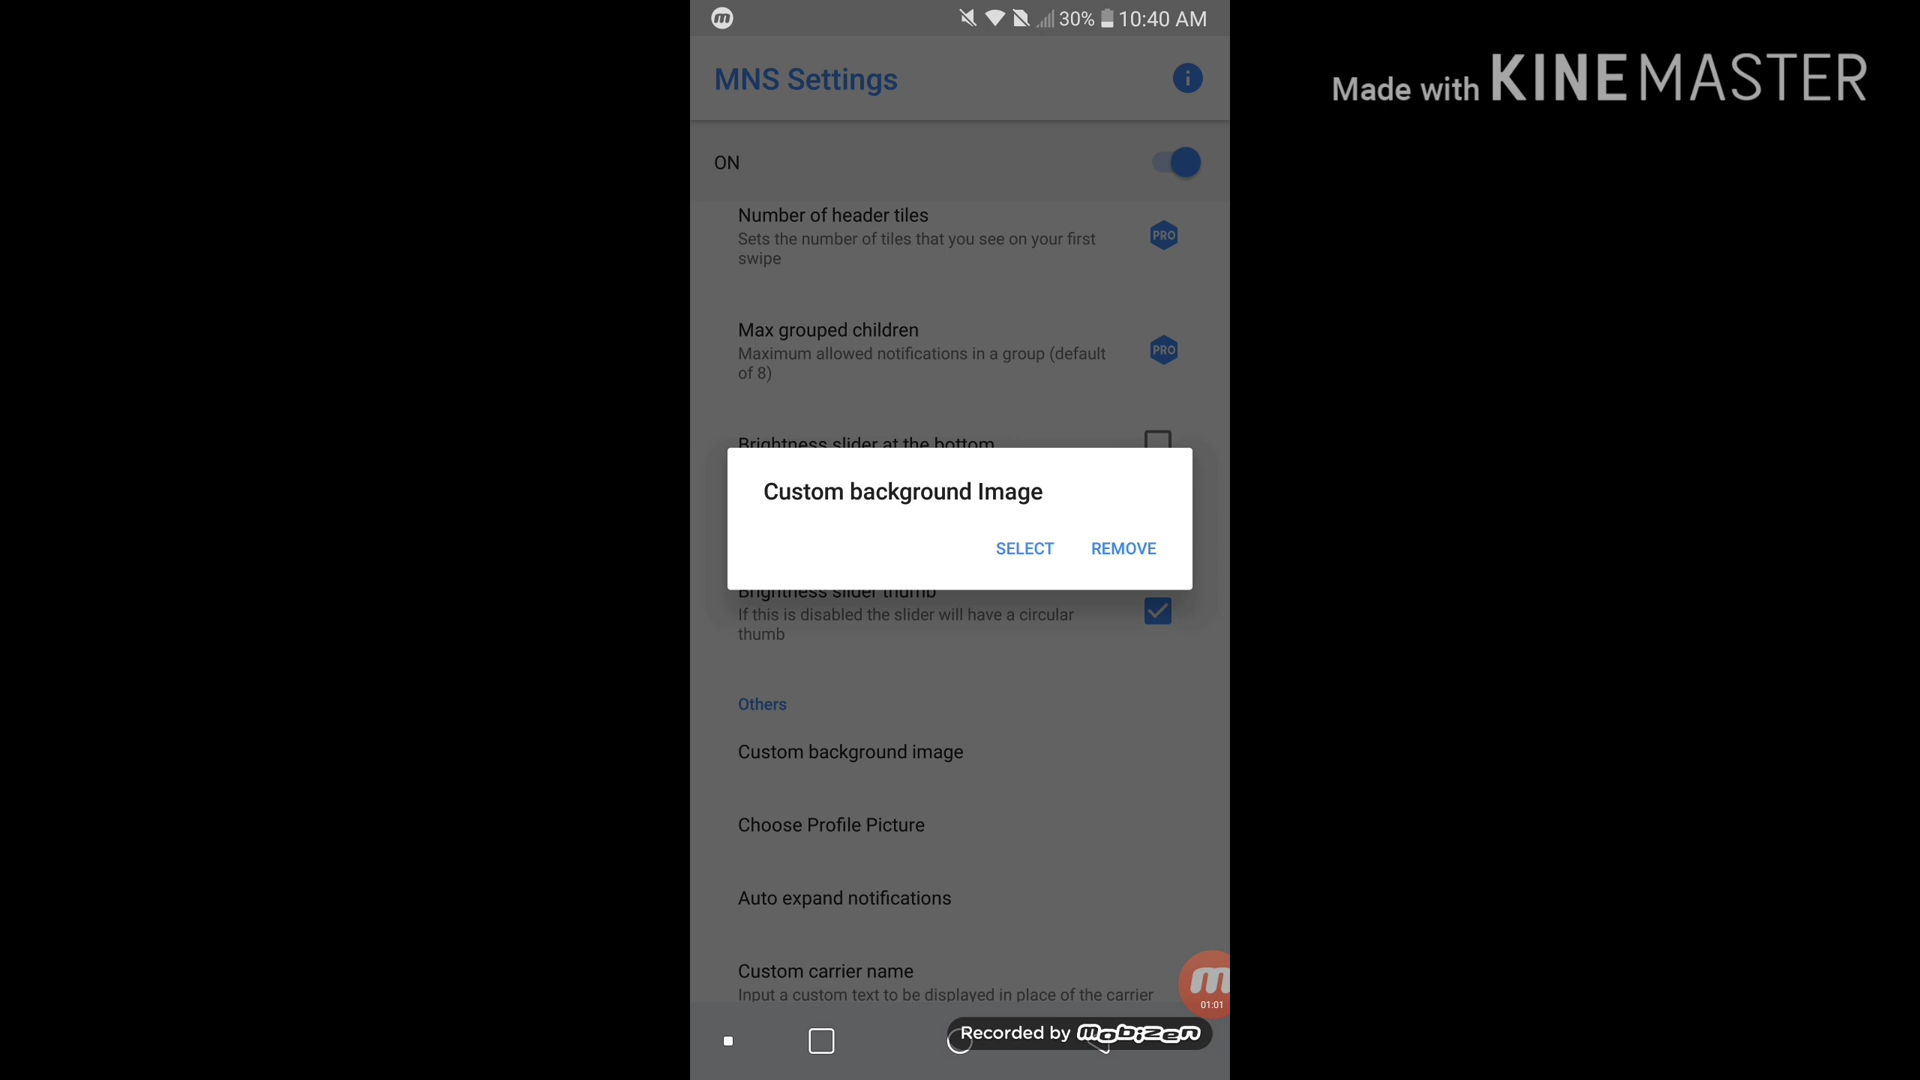 30% 10:40 AM
Made with KINEMASTER
MNS Settings
ON
Number of header tiles
Sets the number of tiles that you see on your first
swipe
PRO
Max grouped children
Maximum allowed notifications in a group (default
of 8)
PRO
Brightness slider at the bottom
Custom background Image
SELECT REMOVE
Brightness slider thumb
If this is disabled the slider will have a circular
thumb
Others
Custom background image
Choose Profile Picture
Auto expand notifications
Custom carrier name
Input a custom text to be displayed in place of the carrier
01:01
Recorded by mobizen